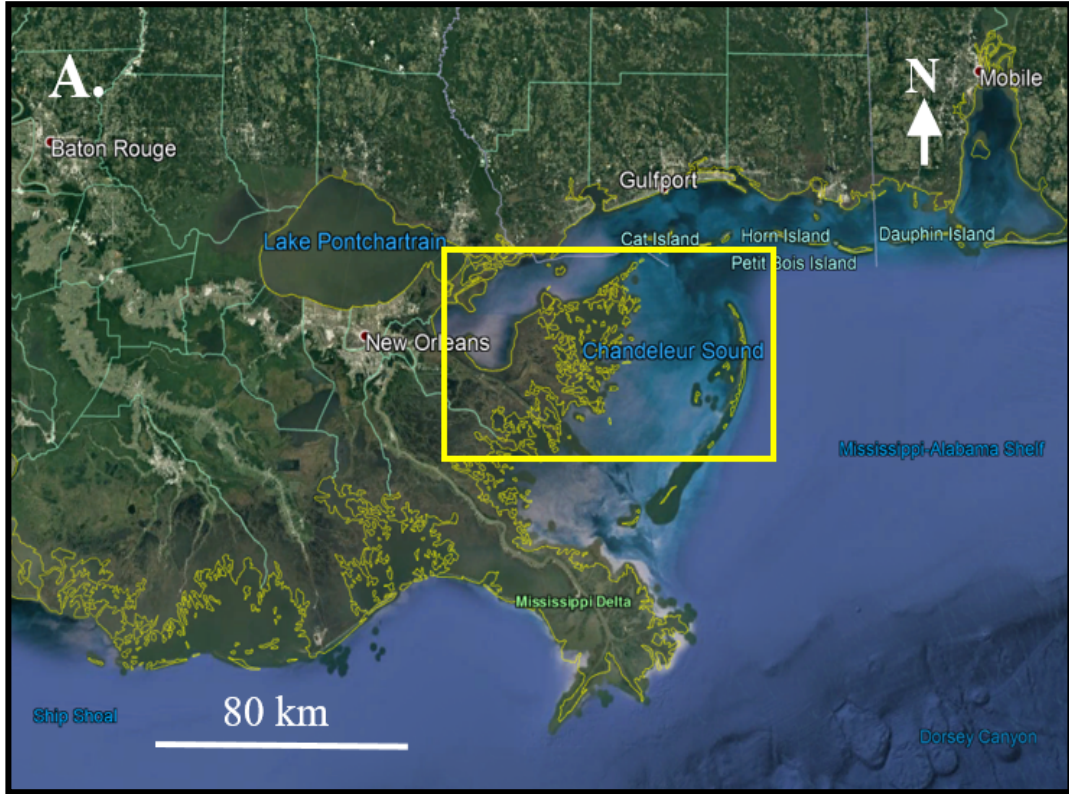 A.
N
Mobile
Baton Rouge
Gulfport
Lake Pontchartrain
Cat Island
Horn Island
Dauphin Island
Petit Bois Island
New Orleans
Chandeleur Sound
Mississippi-Alabama Shelf
Mississippi Delta
80 km
Ship Shoal
Dorsey Canyon